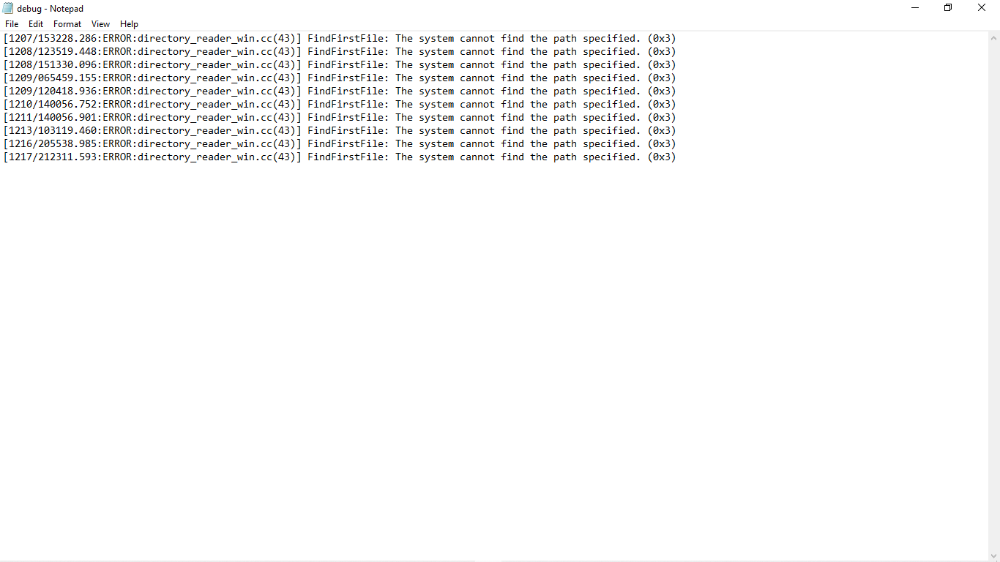 debug - Notepad
File Edit Format View Help
[1207/153228.286:ERROR:directory_reader_win.cc(43)] FindFirstFile: The system cannot find the path specified. (0x3)
[1208/123519.448:ERROR:directory_reader_win.cc(43)] FindFirstFile: The system cannot find the path specified. (0x3)
[1208/151330.096:ERROR:directory_reader_win.cc(43)] FindFirstFile: The system cannot find the path specified. (0x3)
[1209/065459.155:ERROR:directory_reader_win.cc(43)] FindFirstFile: The system cannot find the path specified. (0x3)
[1209/120418.936:ERROR:directory_reader_win.cc(43)] FindFirstFile: The system cannot find the path specified. (0x3)
[1210/140056.752:ERROR:directory_reader_win.cc(43)] FindFirstFile: The system cannot find the path specified. (0x3)
[1211/140056.901:ERROR:directory_reader_win.cc(43)] FindFirstFile: The system cannot find the path specified. (0x3)
[1213/103119.460:ERROR:directory_reader_win.cc(43)] FindFirstFile: The system cannot find the path specified. (0x3)
[1216/205538.985:ERROR:directory_reader_win.cc(43)] FindFirstFile: The system cannot find the path specified. (0x3)
[1217/212311.593:ERROR:directory_reader_win.cc(43)] FindFirstFile: The system cannot find the path specified. (0x3)